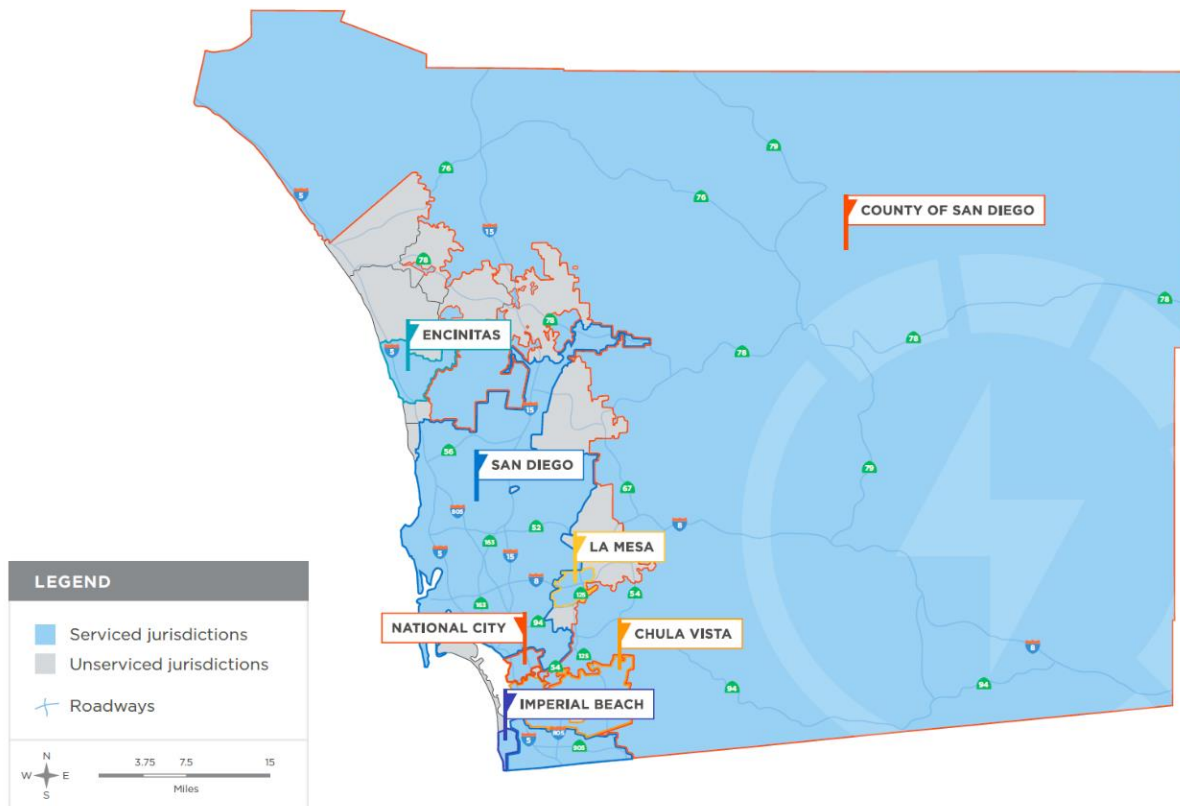 76
79
5
76
COUNTY OF SAN DIEGO
15
78
78
78
ENCINITAS
78
5
78
15
56
SAN DIEGO
79
67
805
52
8
163
5
15
LA MESA
8
125
54
163
94
NATIONAL CITY
CHULA VISTA
8
125
54
94
94
IMPERIAL BEACH
805
5
905
LEGEND
Serviced jurisdictions
Unserviced jurisdictions
Roadways
N
W E
S
3.75 7.5 15
Miles